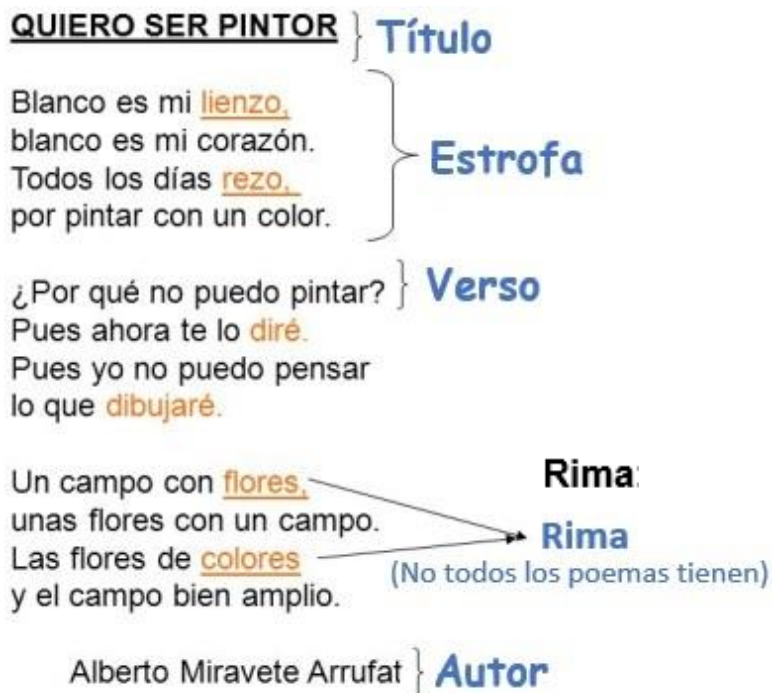 QUIERO SER PINTOR } Título
Blanco es mi lienzo,
blanco es mi corazón.
Todos los días rezo,
por pintar con un color.
Estrofa
¿Por qué no puedo pintar? } Verso
Pues ahora te lo diré.
Pues yo no puedo pensar
lo que dibujaré.
Un campo con flores,
unas flores con un campo.
Las flores de colores
y el campo bien amplio.
Rima:
Rima
(No todos los poemas tienen)
Alberto Miravete Arrufat } Autor